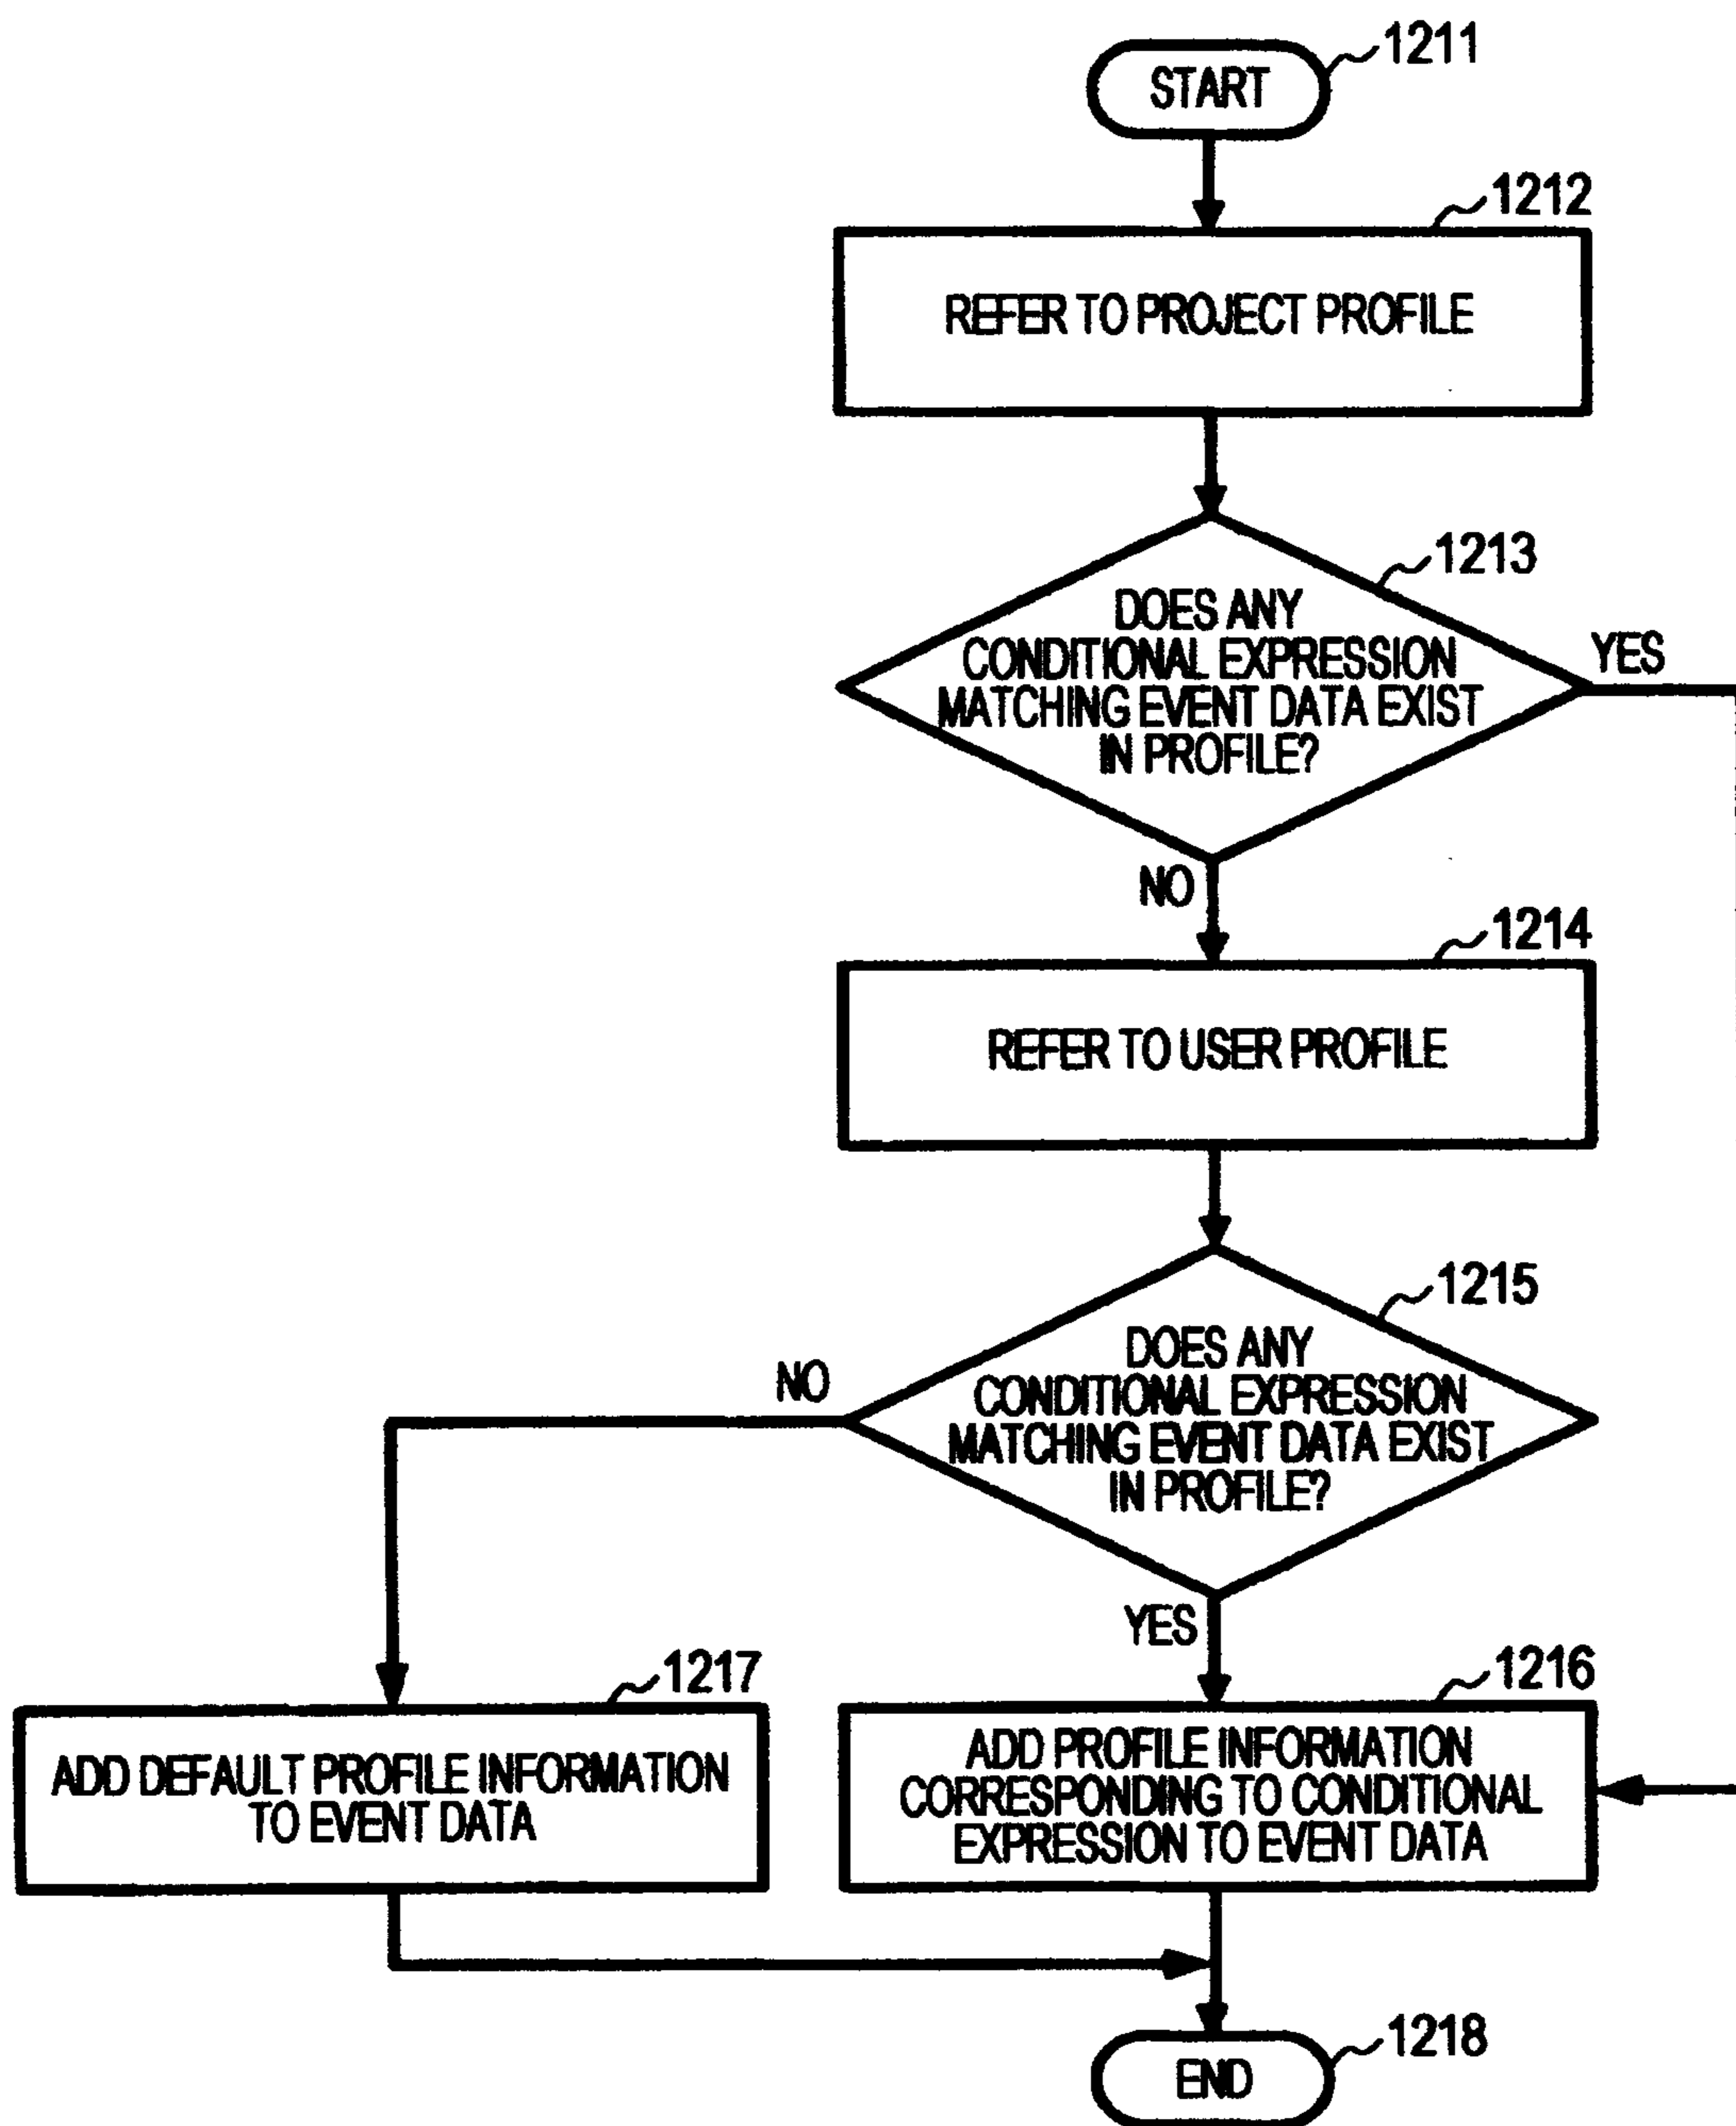 1211
START
1212
REFER TO PROJECT PROFILE
1213
DOES ANY
CONDITIONAL EXPRESSION
MATCHING EVENT DATA EXIST
IN PROFILE?
YES
NO
1214
REFER TO USER PROFILE
1215
DOES ANY
CONDITIONAL EXPRESSION
MATCHING EVENT DATA EXIST
IN PROFILE?
NO
YES
1217
ADD DEFAULT PROFILE INFORMATION
TO EVENT DATA
1216
ADD PROFILE INFORMATION
CORRESPONDING TO CONDITIONAL
EXPRESSION TO EVENT DATA
1218
END